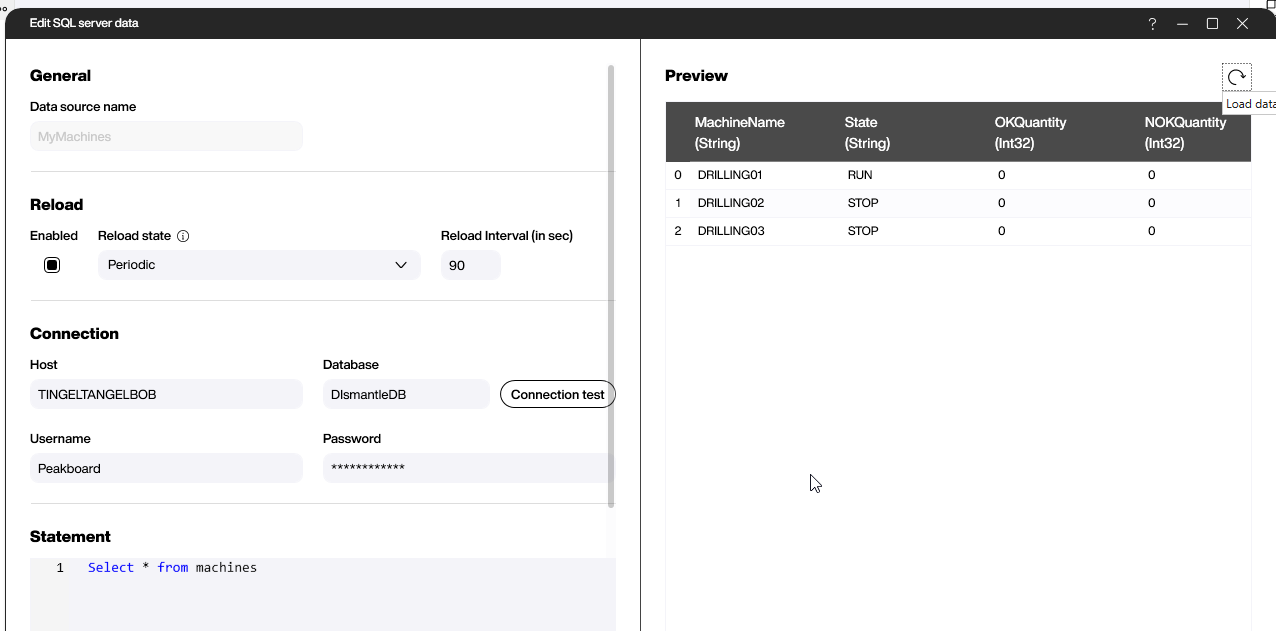 Edit SQL server data
?
General
Data source name
MyMachines
Reload
Enabled Reload state Reload Interval (in sec)
Periodic 90
Connection
Host Database
TINGELTANGELBOB DIsmantleDB Connection test
Username Password
Peakboard ************
Statement
1 Select * from machines
Preview
Load data
MachineName State OKQuantity NOKQuantity
(String) (String) (Int32) (Int32)
0 DRILLING01 RUN 0 0
1 DRILLING02 STOP 0 0
2 DRILLING03 STOP 0 0